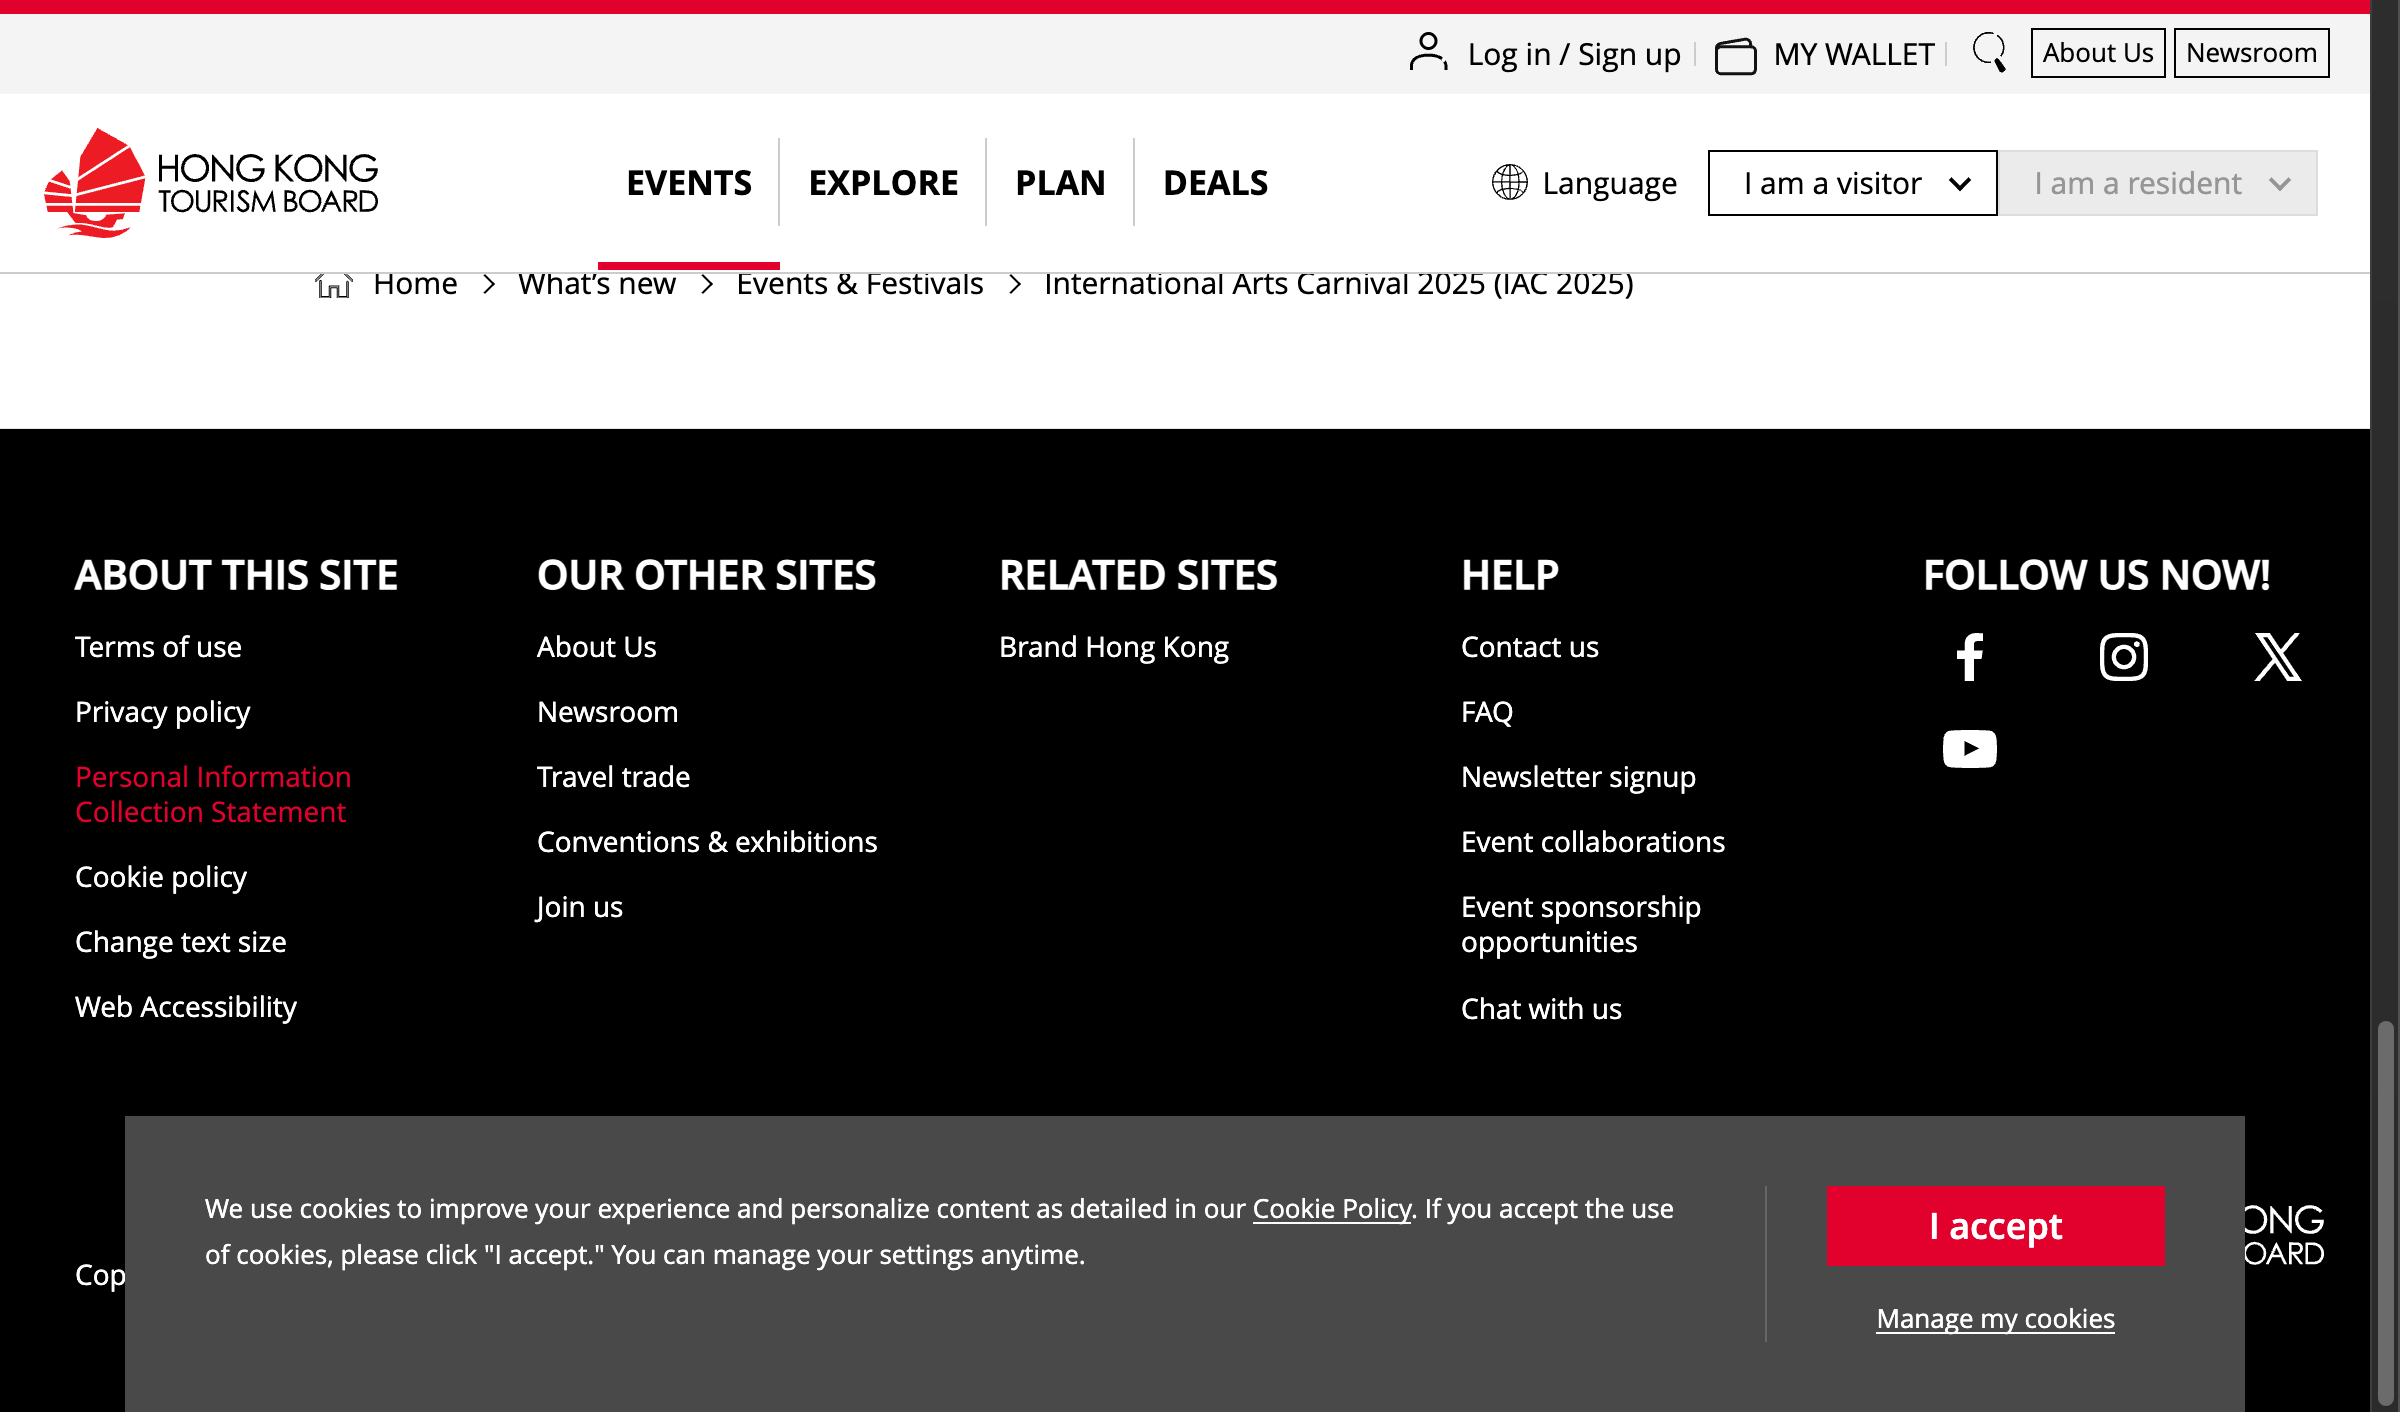 Log in / Sign up
MY WALLET
About Us
Newsroom
HONG KONG
TOURISM BOARD
EVENTS
EXPLORE
PLAN
DEALS
Language
I am a visitor
I am a resident
Home
What's new
Events & Festivals
International Arts Carnival 2025 (IAC 2025)
ABOUT THIS SITE
Terms of use
Privacy policy
Personal Information
Collection Statement
Cookie policy
Change text size
Web Accessibility
OUR OTHER SITES
About Us
Newsroom
Travel trade
Conventions & exhibitions
Join us
RELATED SITES
Brand Hong Kong
HELP
Contact us
FAQ
Newsletter signup
Event collaborations
Event sponsorship
opportunities
Chat with us
FOLLOW US NOW!
We use cookies to improve your experience and personalize content as detailed in our Cookie Policy. If you accept the use
of cookies, please click "I accept." You can manage your settings anytime.
I accept
Manage my cookies